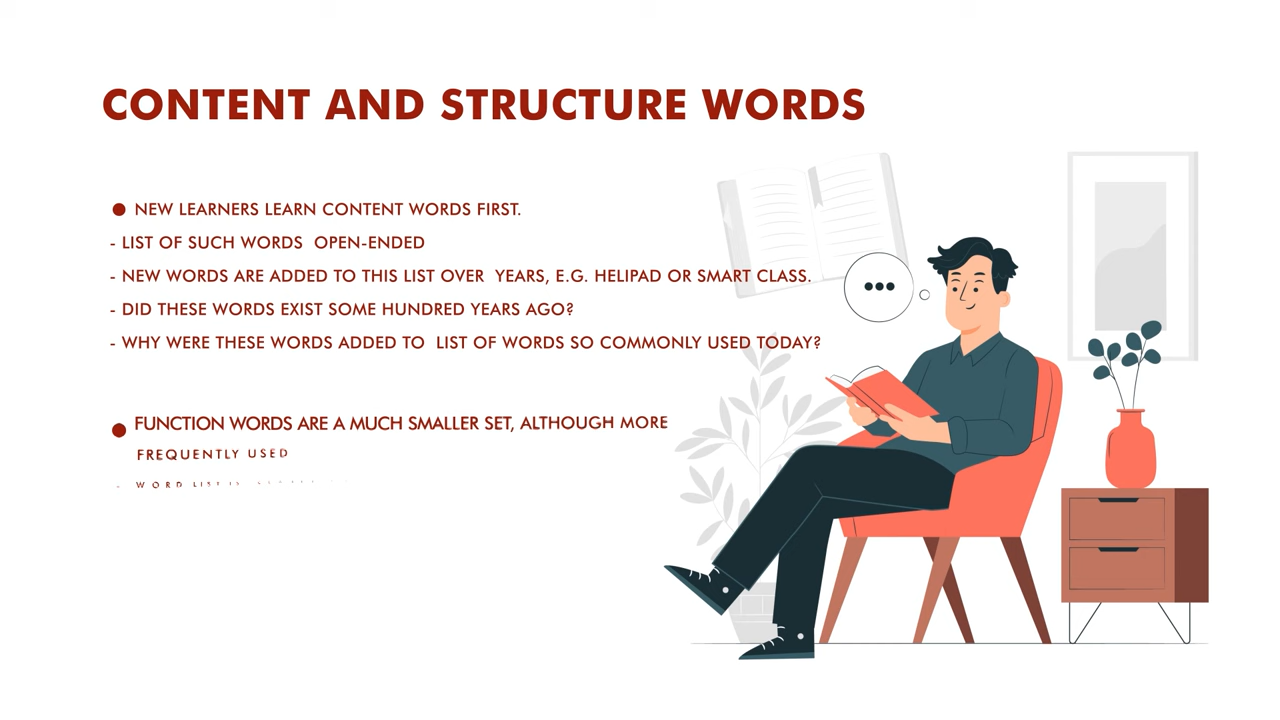 CONTENT AND STRUCTURE WORDS
● NEW LEARNERS LEARN CONTENT WORDS FIRST.
- LIST OF SUCH WORDS OPEN-ENDED
- NEW WORDS ARE ADDED TO THIS LIST OVER YEARS, E.G. HELIPAD OR SMART CLASS.
- DID THESE WORDS EXIST SOME HUNDRED YEARS AGO?
- WHY WERE THESE WORDS ADDED TO LIST OF WORDS SO COMMONLY USED TODAY?
● FUNCTION WORDS ARE A MUCH SMALLER SET, ALTHOUGH MORE
FREQUENTLY USED
- WORD LIST IS